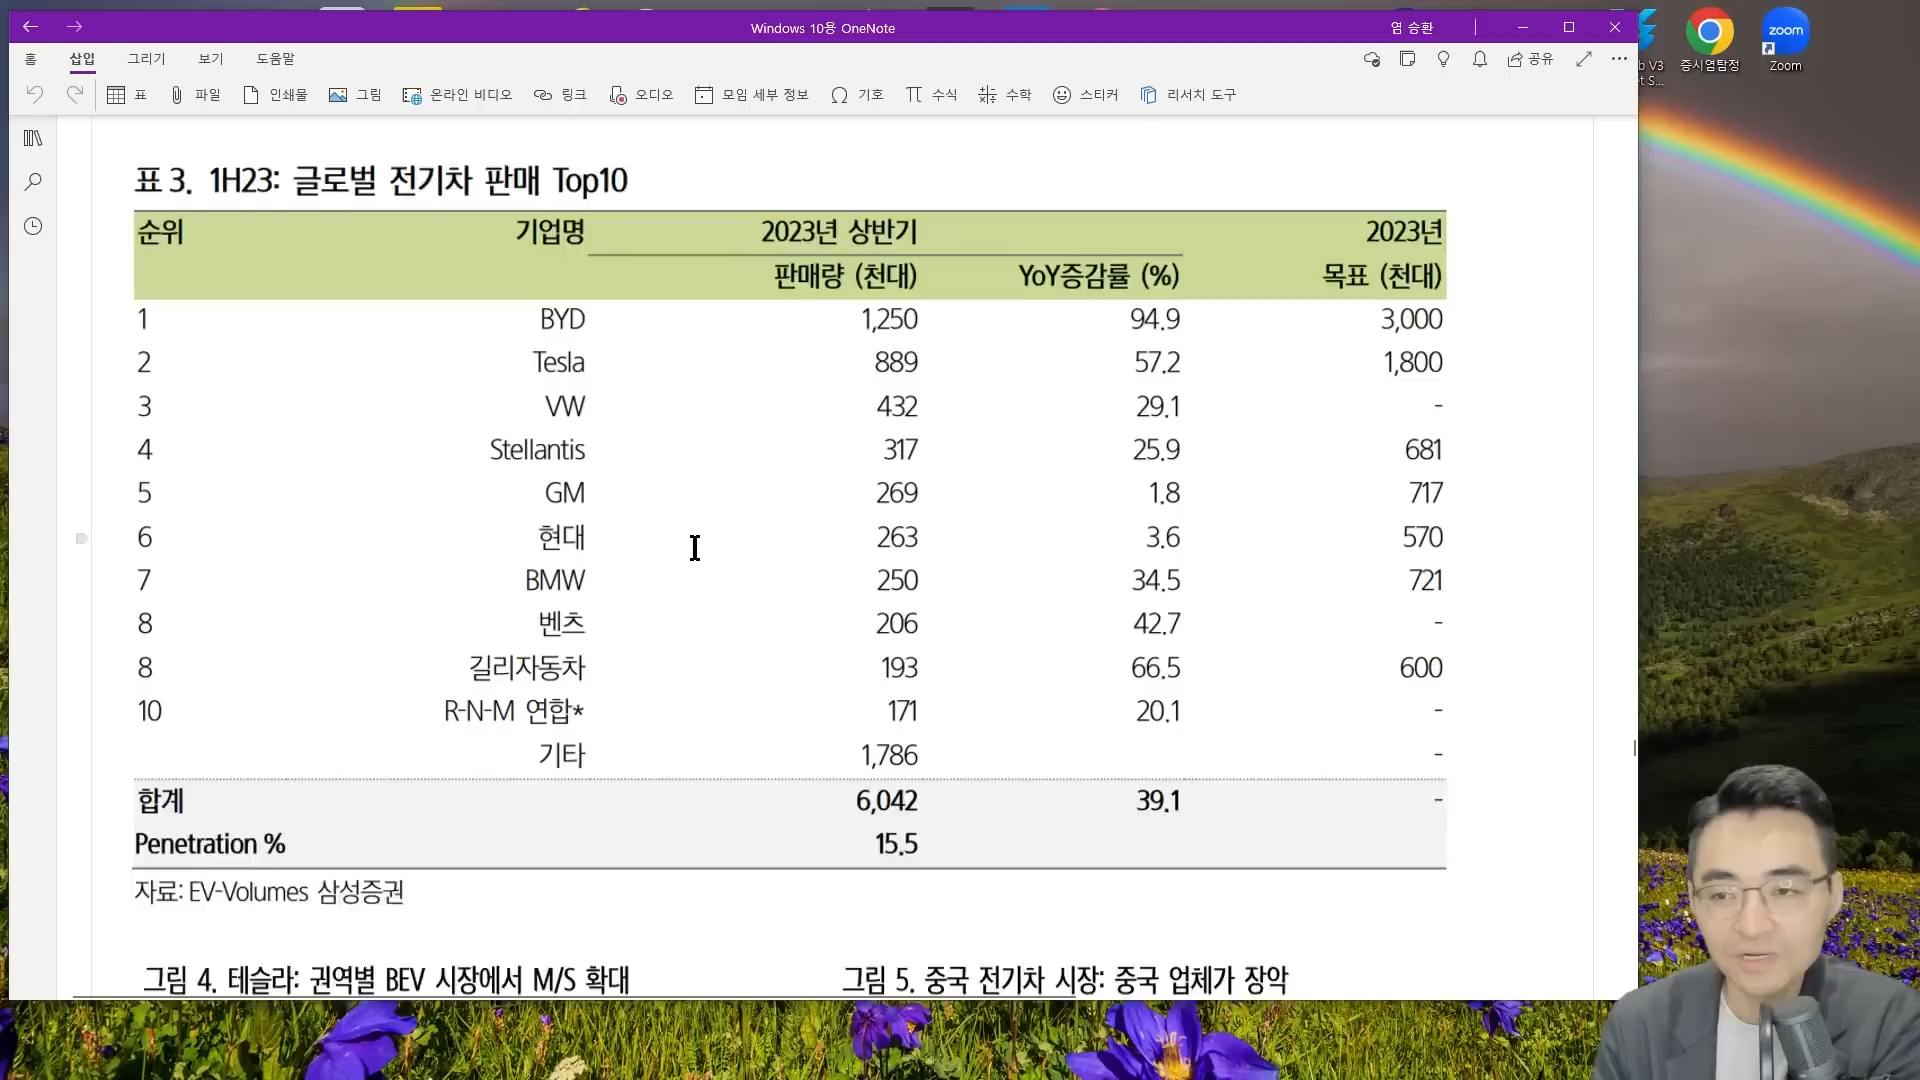 Windows 10용 OneNote
염 승환
홈 삽입 그리기 보기 도움말
공유
표 파일 인쇄물 그림 온라인 비디오 링크 오디오 모임 세부 정보 기호 수식 수학 스티커 리서치 도구
b V3
증시염탐정
zoom
Zoom
표 3. 1H23: 글로벌 전기차 판매 Top10
순위 기업명 2023년 상반기 2023년
판매량 (천대) YoY증감률 (%) 목표 (천대)
1 BYD 1,250 94.9 3,000
2 Tesla 889 57.2 1,800
3 VW 432 29.1 -
4 Stellantis 317 25.9 681
5 GM 269 1.8 717
6 현대 263 3.6 570
7 BMW 250 34.5 721
8 벤츠 206 42.7 -
8 길리자동차 193 66.5 600
10 R-N-M 연합* 171 20.1 -
기타 1,786 -
합계 6,042 39.1 -
Penetration % 15.5
자료: EV-Volumes 삼성증권
그림 4. 테슬라: 권역별 BEV 시장에서 M/S 확대
그림 5. 중국 전기차 시장: 중국 업체가 장악